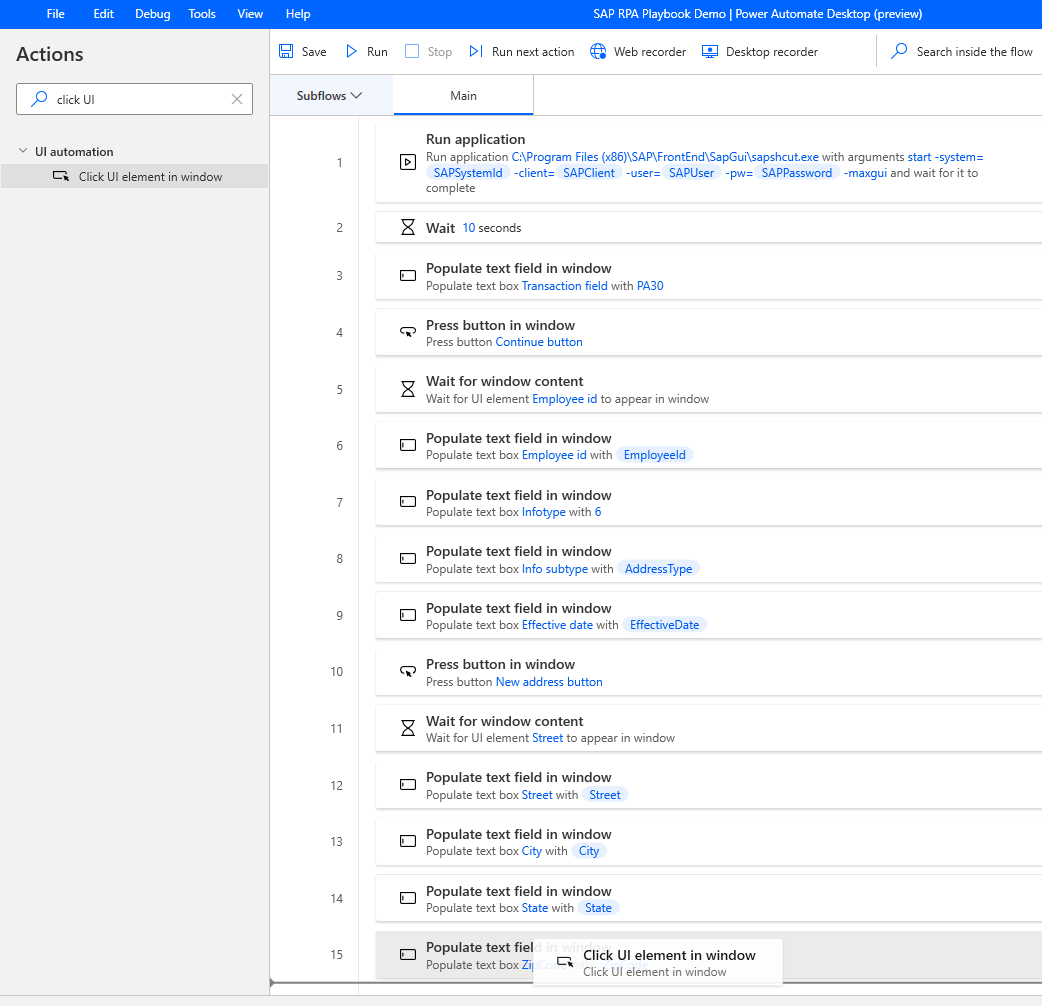 File Edit Debug Tools View Help SAP RPA Playbook Demo | Power Automate Desktop (preview)
Actions
click UI
UI automation
Click UI element in window
Save Run Stop Run next action Web recorder Desktop recorder Search inside the flow
Subflows Main
1 Run application
Run application C:\Program Files (x86)\SAP\FrontEnd\SapGui\sapshcut.exe with arguments start -system=
SAPSystemId -client= SAPClient -user= SAPUser -pw= SAPPassword -maxgui and wait for it to
complete
2 Wait 10 seconds
3 Populate text field in window
Populate text box Transaction field with PA30
4 Press button in window
Press button Continue button
5 Wait for window content
Wait for UI element Employee id to appear in window
6 Populate text field in window
Populate text box Employee id with EmployeeId
7 Populate text field in window
Populate text box Infotype with 6
8 Populate text field in window
Populate text box Info subtype with AddressType
9 Populate text field in window
Populate text box Effective date with EffectiveDate
10 Press button in window
Press button New address button
11 Wait for window content
Wait for UI element Street to appear in window
12 Populate text field in window
Populate text box Street with Street
13 Populate text field in window
Populate text box City with City
14 Populate text field in window
Populate text box State with State
15 Populate text field in window
Populate text box ZipCode
Click UI element in window
Click UI element in window